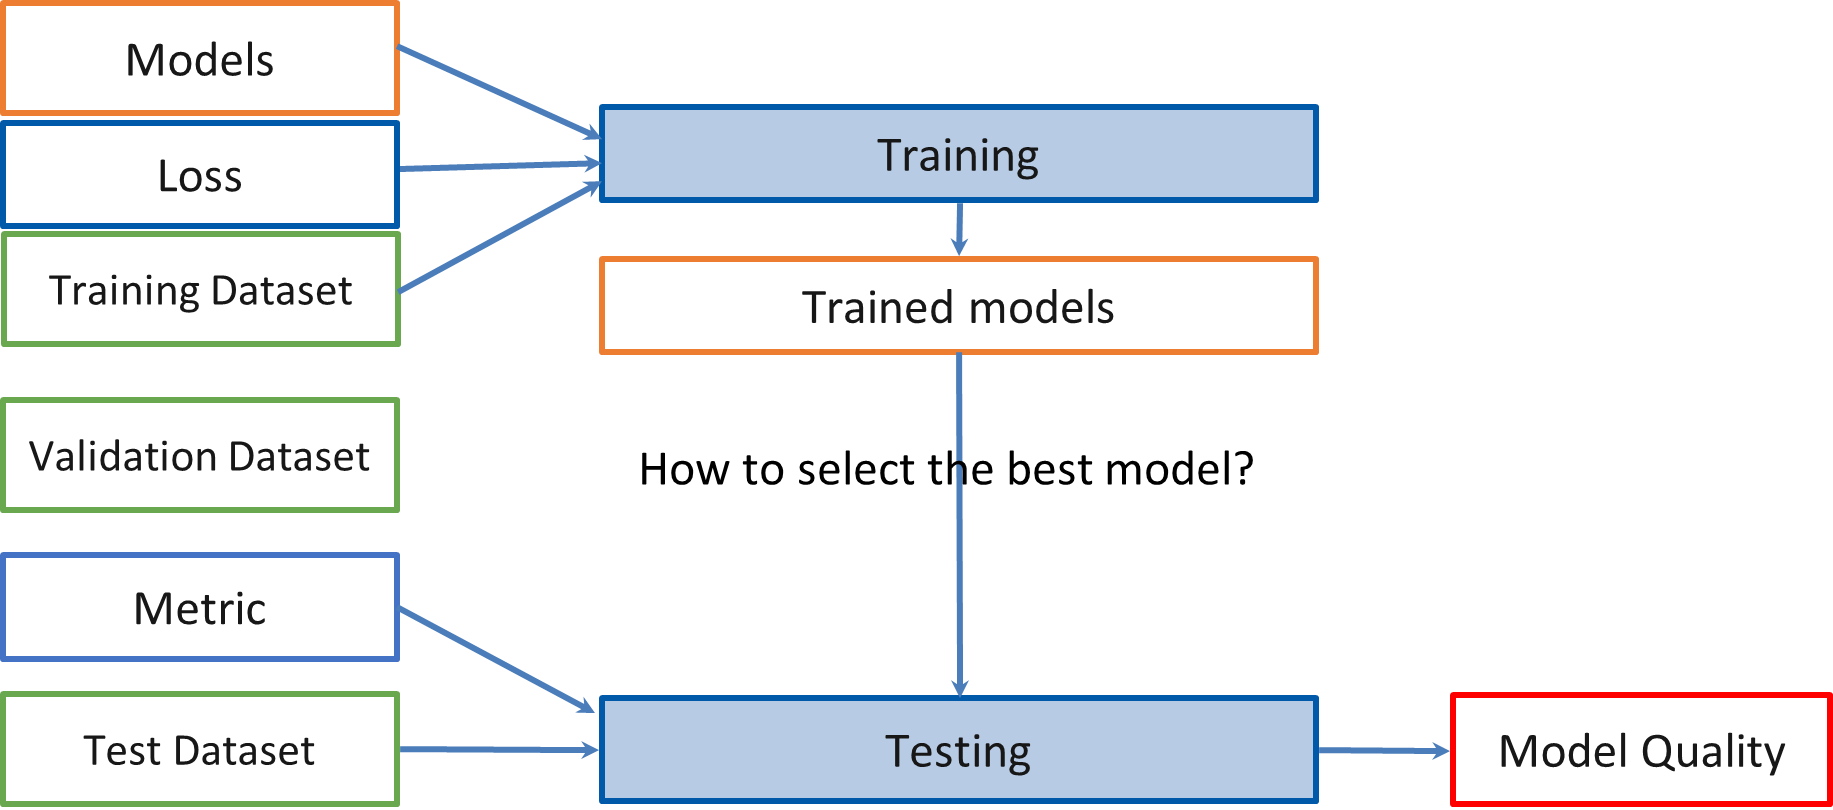 Models
Loss
Training Dataset
Training
Trained models
Validation Dataset
How to select the best model?
Metric
Test Dataset
Testing
Model Quality